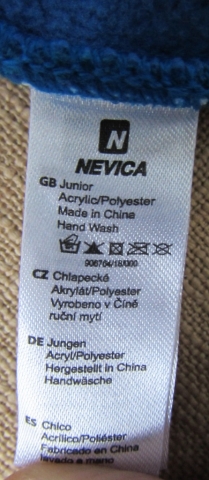 N
NEVICA
GB Junior
Acrylic/Polyester
Made in China
Hand Wash
CZ Chlapecké
Akrylát/Polyester
Vyrobeno v Číně
ruční mytí
DE Jungen
Acryl/Polyester
Hergestellt in China
Handwäsche
ES Chico
Acrílico/Poliéster
Fabricado en China
lavado a mano